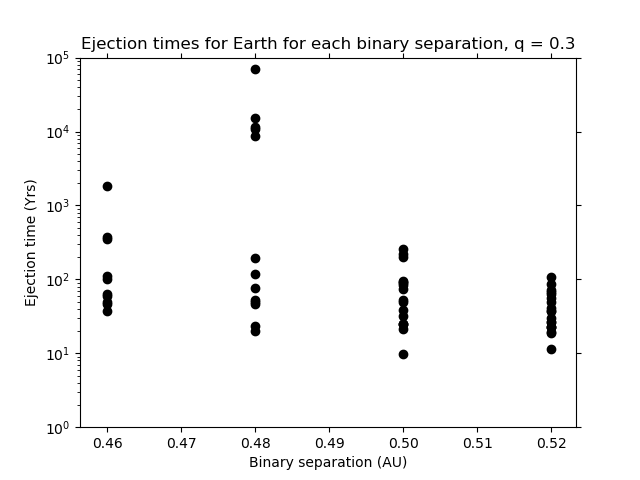 Ejection times for Earth for each binary separation, q = 0.3
10^5
10^4
10^3
10^2
10^1
10^0
Ejection time (Yrs)
0.46 0.47 0.48 0.49 0.50 0.51 0.52
Binary separation (AU)